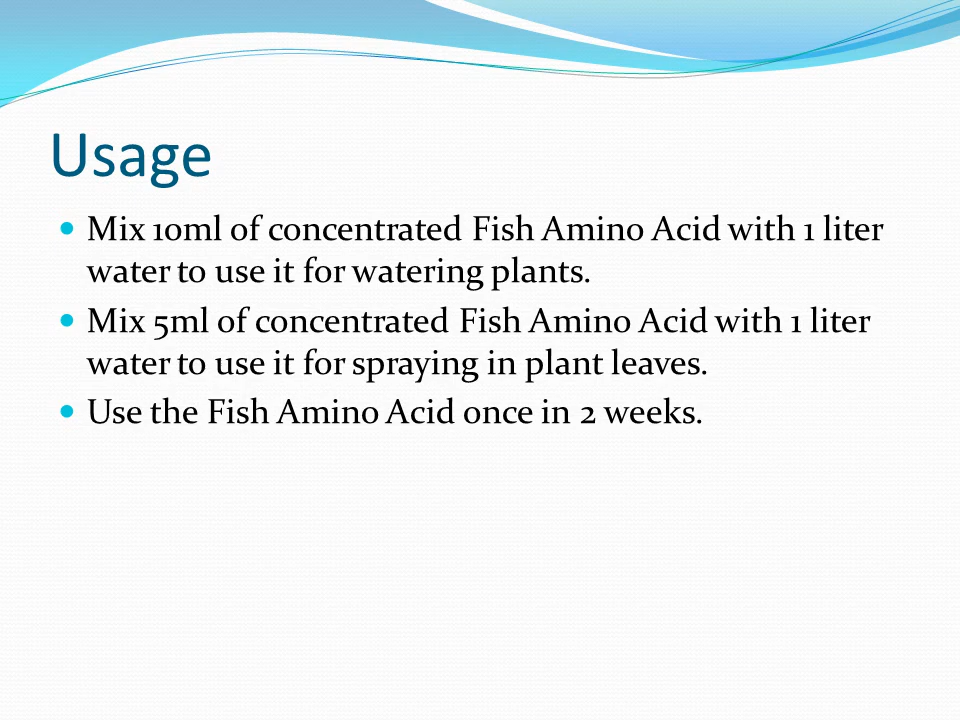 Usage
• Mix 10ml of concentrated Fish Amino Acid with 1 liter
water to use it for watering plants.
• Mix 5ml of concentrated Fish Amino Acid with 1 liter
water to use it for spraying in plant leaves.
• Use the Fish Amino Acid once in 2 weeks.